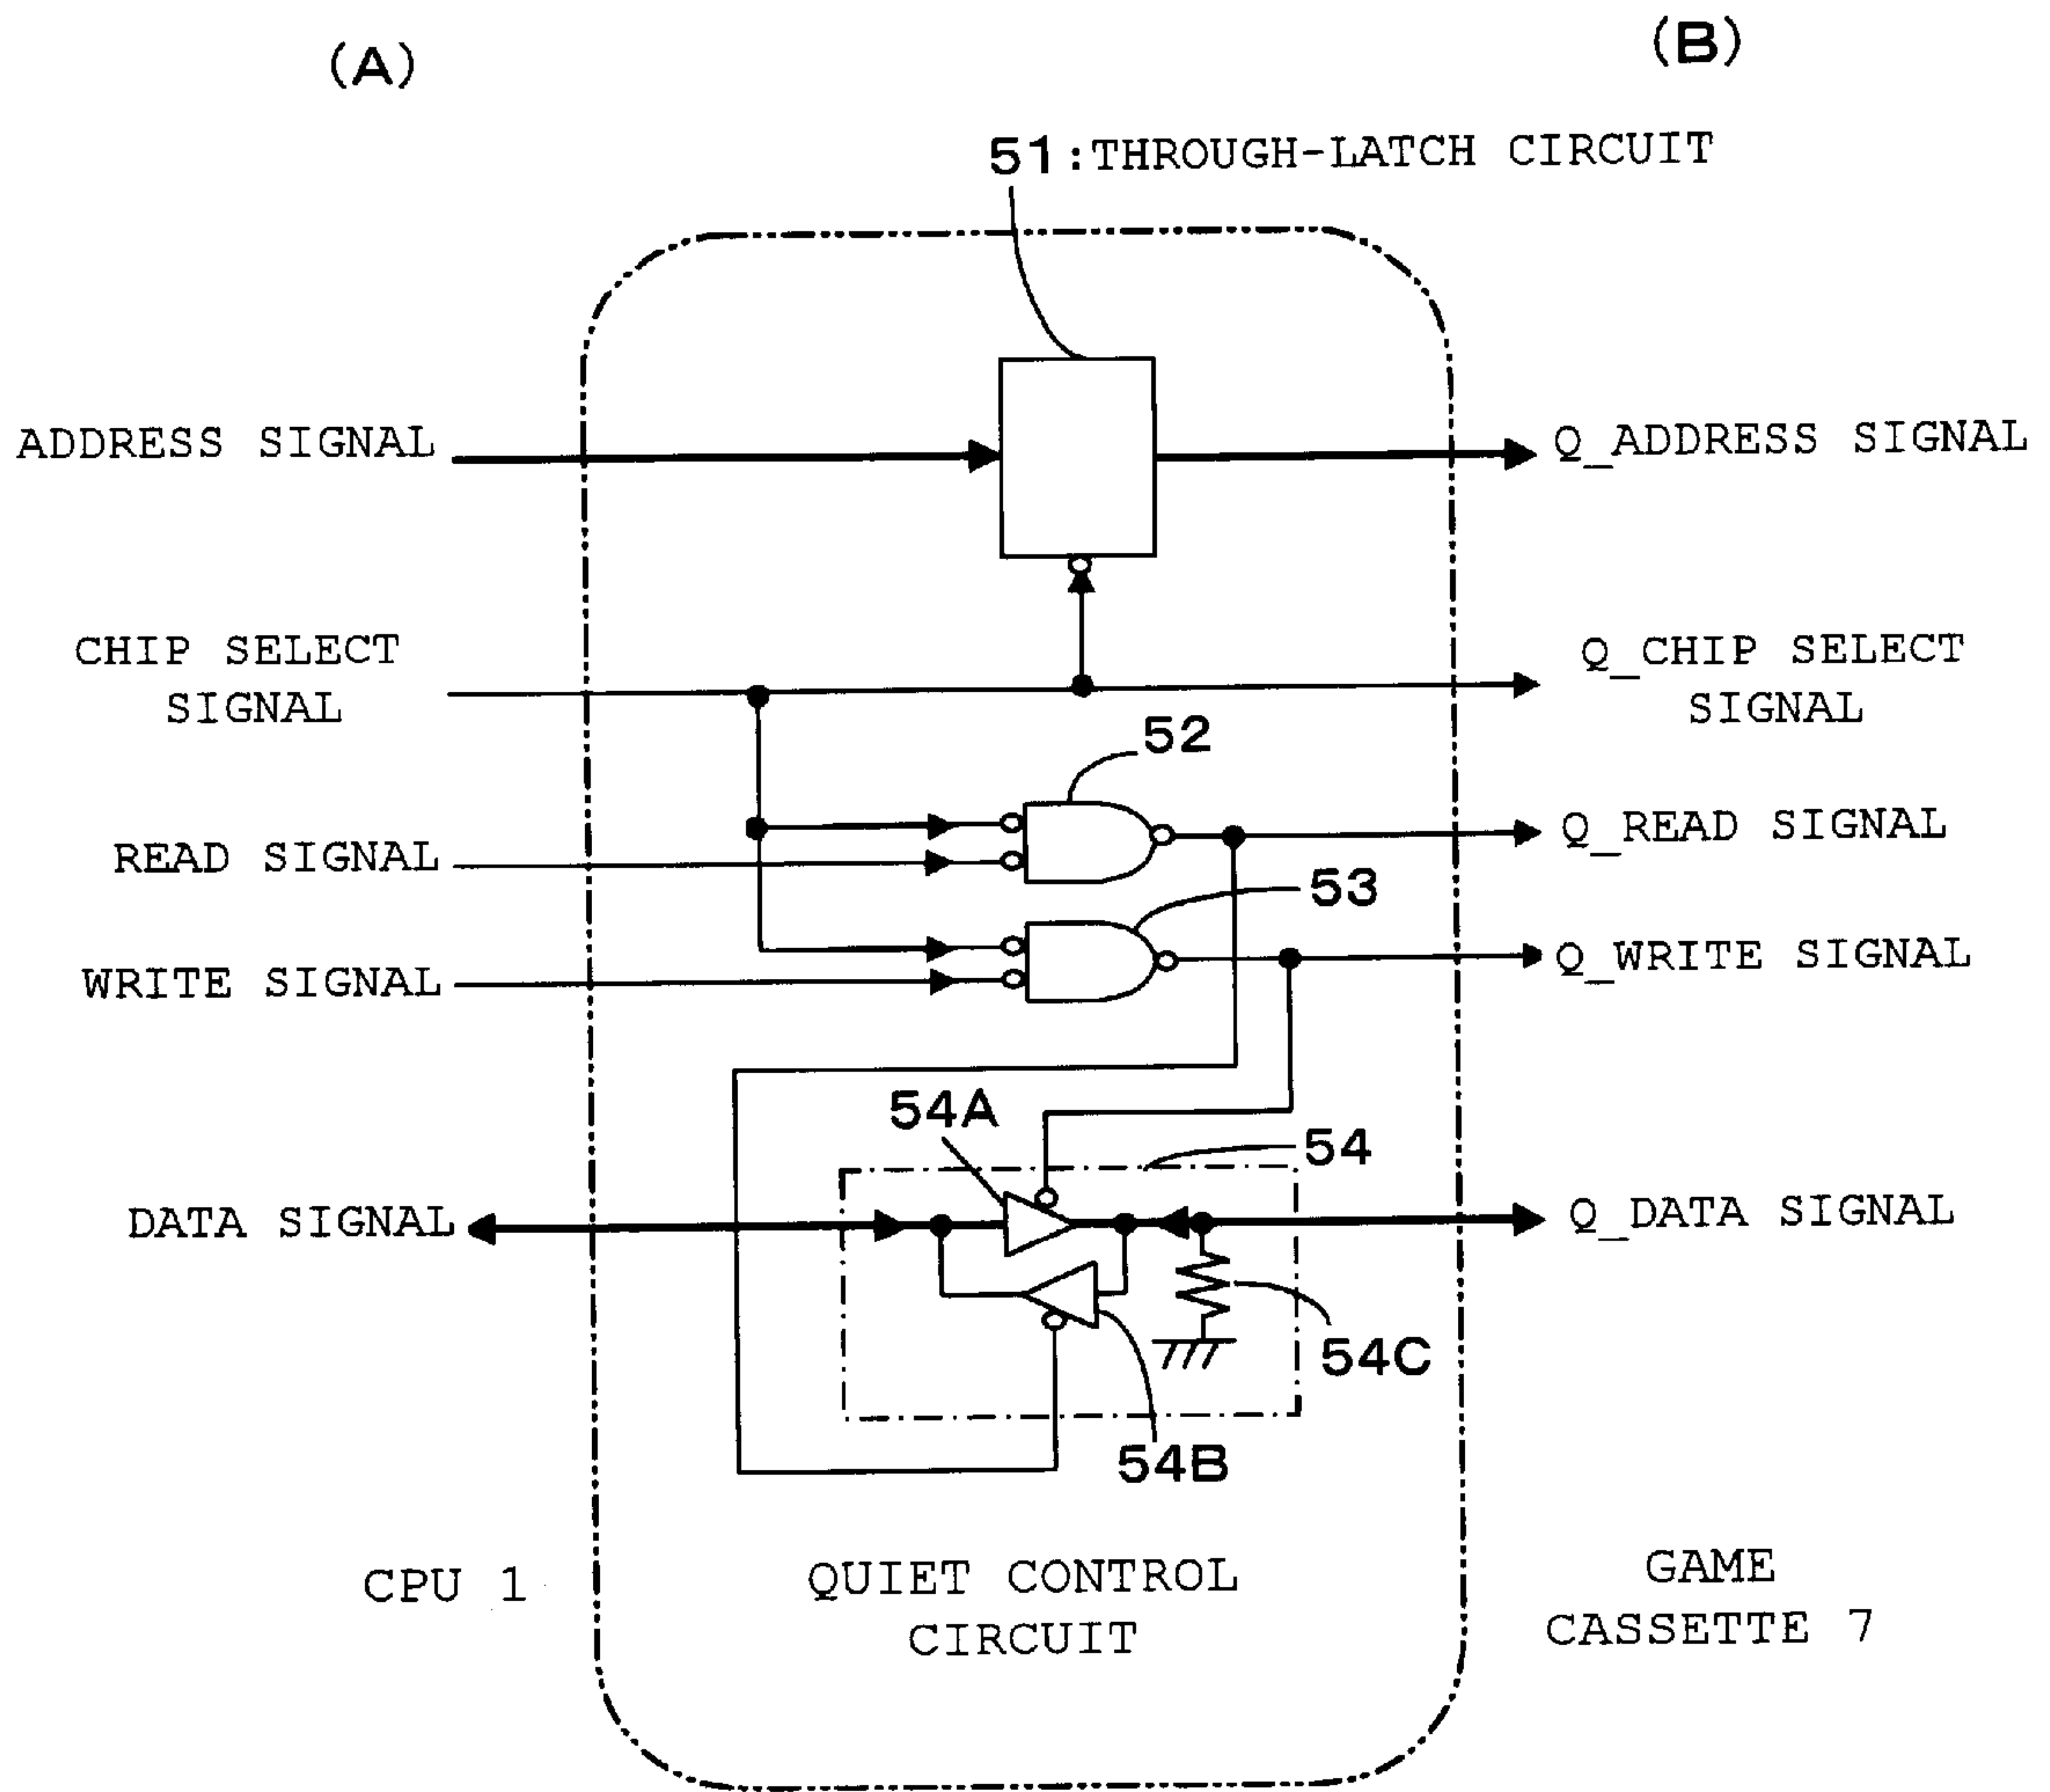 (A)
(B)
51:THROUGH-LATCH CIRCUIT
ADDRESS SIGNAL
Q_ADDRESS SIGNAL
CHIP SELECT
SIGNAL
Q_CHIP SELECT
SIGNAL
52
READ SIGNAL
Q_READ SIGNAL
53
WRITE SIGNAL
Q_WRITE SIGNAL
54A
54
DATA SIGNAL
Q_DATA SIGNAL
54C
54B
CPU 1
QUIET CONTROL
CIRCUIT
GAME
CASSETTE 7